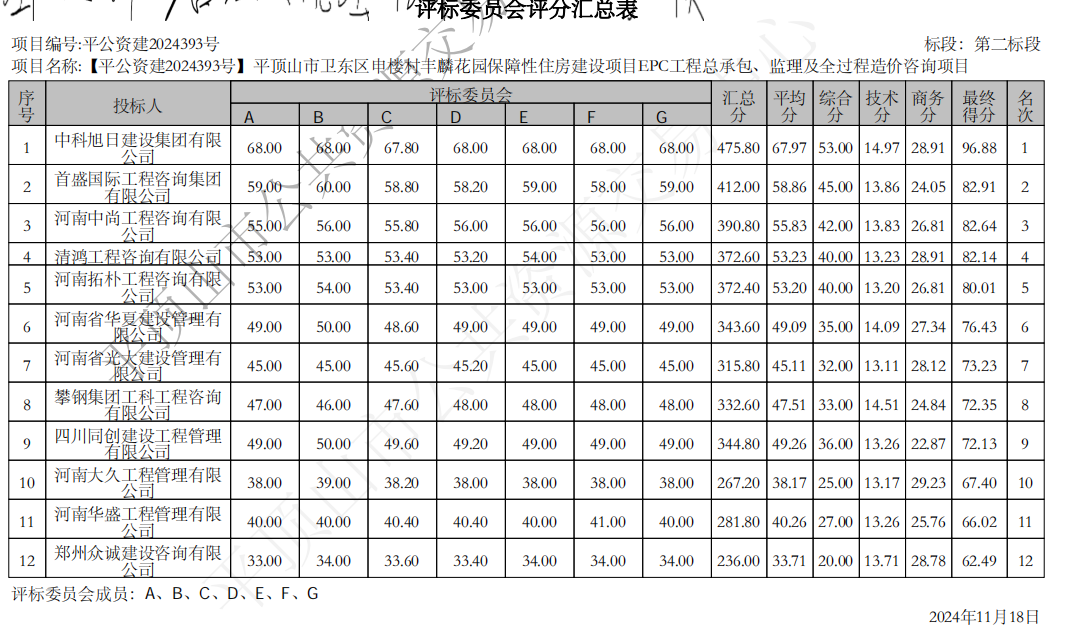 评标委员会评分汇总表
项目编号:平公资建2024393号 标段：第二标段
项目名称:【平公资建2024393号】平顶山市卫东区申楼村丰麟花园保障性住房建设项目EPC工程总承包、监理及全过程造价咨询项目
序号 投标人 评标委员会 汇总分 平均分 综合分 技术分 商务分 最终得分 名次
A B C D E F G
1 中科旭日建设集团有限公司 68.00 68.00 67.80 68.00 68.00 68.00 68.00 475.80 67.97 53.00 14.97 28.91 96.88 1
2 首盛国际工程咨询集团有限公司 59.00 60.00 58.80 58.20 59.00 58.00 59.00 412.00 58.86 45.00 13.86 24.05 82.91 2
3 河南中尚工程咨询有限公司 55.00 56.00 55.80 56.00 56.00 56.00 56.00 390.80 55.83 42.00 13.83 26.81 82.64 3
4 清鸿工程咨询有限公司 53.00 53.00 53.40 53.20 54.00 53.00 53.00 372.60 53.23 40.00 13.23 28.91 82.14 4
5 河南拓朴工程咨询有限公司 53.00 54.00 53.40 53.00 53.00 53.00 53.00 372.40 53.20 40.00 13.20 26.81 80.01 5
6 河南省华夏建设管理有限公司 49.00 50.00 48.60 49.00 49.00 49.00 49.00 343.60 49.09 35.00 14.09 27.34 76.43 6
7 河南省光大建设管理有限公司 45.00 45.00 45.60 45.20 45.00 45.00 45.00 315.80 45.11 32.00 13.11 28.12 73.23 7
8 攀钢集团工科工程咨询有限公司 47.00 46.00 47.60 48.00 48.00 48.00 48.00 332.60 47.51 33.00 14.51 24.84 72.35 8
9 四川同创建设工程管理有限公司 49.00 50.00 49.60 49.20 49.00 49.00 49.00 344.80 49.26 36.00 13.26 22.87 72.13 9
10 河南大久工程管理有限公司 38.00 39.00 38.20 38.00 38.00 38.00 38.00 267.20 38.17 25.00 13.17 29.23 67.40 10
11 河南华盛工程管理有限公司 40.00 40.00 40.40 40.40 40.00 41.00 40.00 281.80 40.26 27.00 13.26 25.76 66.02 11
12 郑州众诚建设咨询有限公司 33.00 34.00 33.60 33.40 34.00 34.00 34.00 236.00 33.71 20.00 13.71 28.78 62.49 12
评标委员会成员：A、B、C、D、E、F、G
2024年11月18日
平顶山市公共资源交易
平顶山市公共资源交易中心